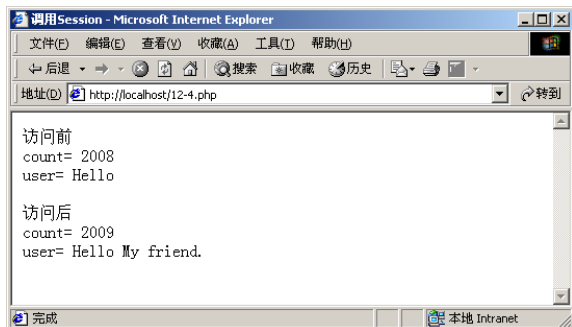 调用Session - Microsoft Internet Explorer
文件(F) 编辑(E) 查看(V) 收藏(A) 工具(T) 帮助(H)
后退 搜索 收藏 历史
地址(D) http://localhost/12-4.php 转到
访问前
count= 2008
user= Hello
访问后
count= 2009
user= Hello My friend.
完成 本地 Intranet